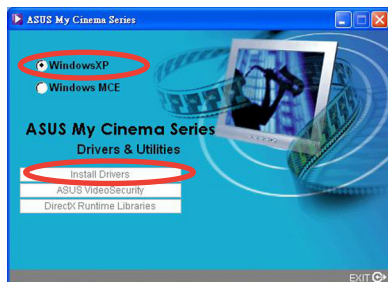 ASUS My Cinema Series
WindowsXP
Windows MCE
ASUS My Cinema Series
Drivers & Utilities
Install Drivers
ASUS VideoSecurity
DirectX Runtime Libraries
EXIT